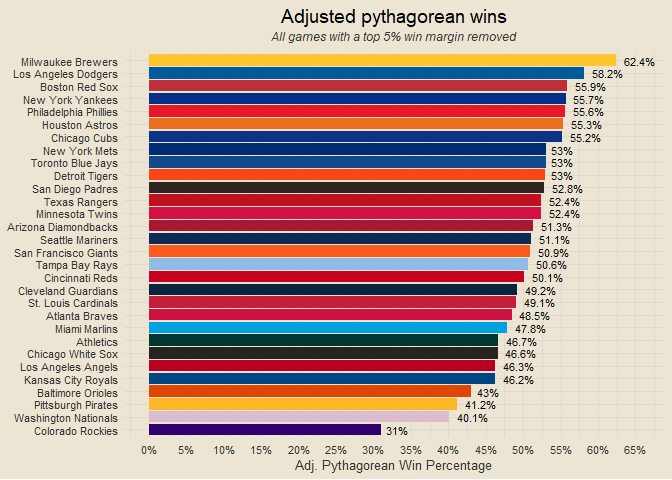 Adjusted pythagorean wins
All games with a top 5% win margin removed
Milwaukee Brewers 62.4%
Los Angeles Dodgers 58.2%
Boston Red Sox 55.9%
New York Yankees 55.7%
Philadelphia Phillies 55.6%
Houston Astros 55.3%
Chicago Cubs 55.2%
New York Mets 53%
Toronto Blue Jays 53%
Detroit Tigers 53%
San Diego Padres 52.8%
Texas Rangers 52.4%
Minnesota Twins 52.4%
Arizona Diamondbacks 51.3%
Seattle Mariners 51.1%
San Francisco Giants 50.9%
Tampa Bay Rays 50.6%
Cincinnati Reds 50.1%
Cleveland Guardians 49.2%
St. Louis Cardinals 49.1%
Atlanta Braves 48.5%
Miami Marlins 47.8%
Athletics 46.7%
Chicago White Sox 46.6%
Los Angeles Angels 46.3%
Kansas City Royals 46.2%
Baltimore Orioles 43%
Pittsburgh Pirates 41.2%
Washington Nationals 40.1%
Colorado Rockies 31%
0% 5% 10% 15% 20% 25% 30% 35% 40% 45% 50% 55% 60% 65%
Adj. Pythagorean Win Percentage